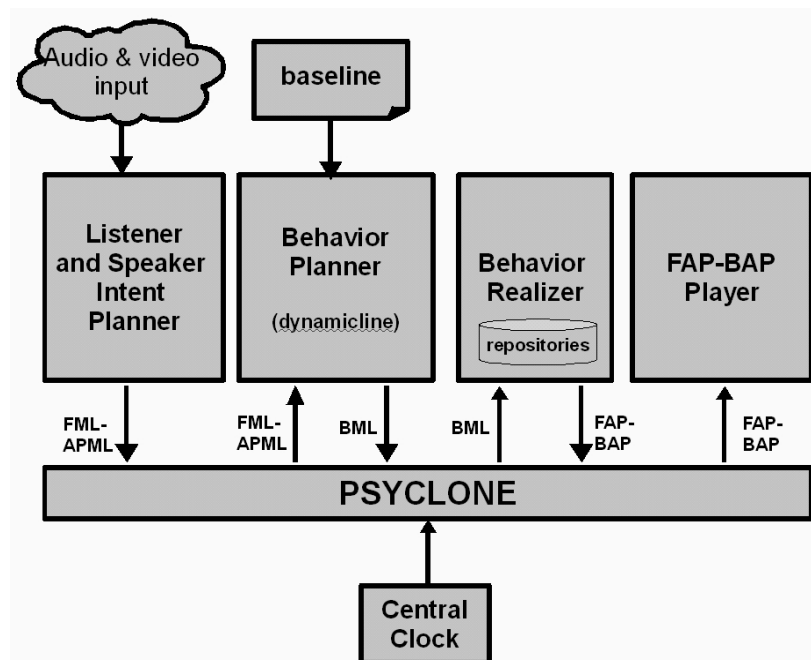 Audio & video
input
baseline
Listener
and Speaker
Intent
Planner
Behavior
Planner
(dynamicline)
Behavior
Realizer
repositories
FAP-BAP
Player
FML-
APML
FML-
APML
BML
BML
FAP-
BAP
FAP-
BAP
PSYCLONE
Central
Clock